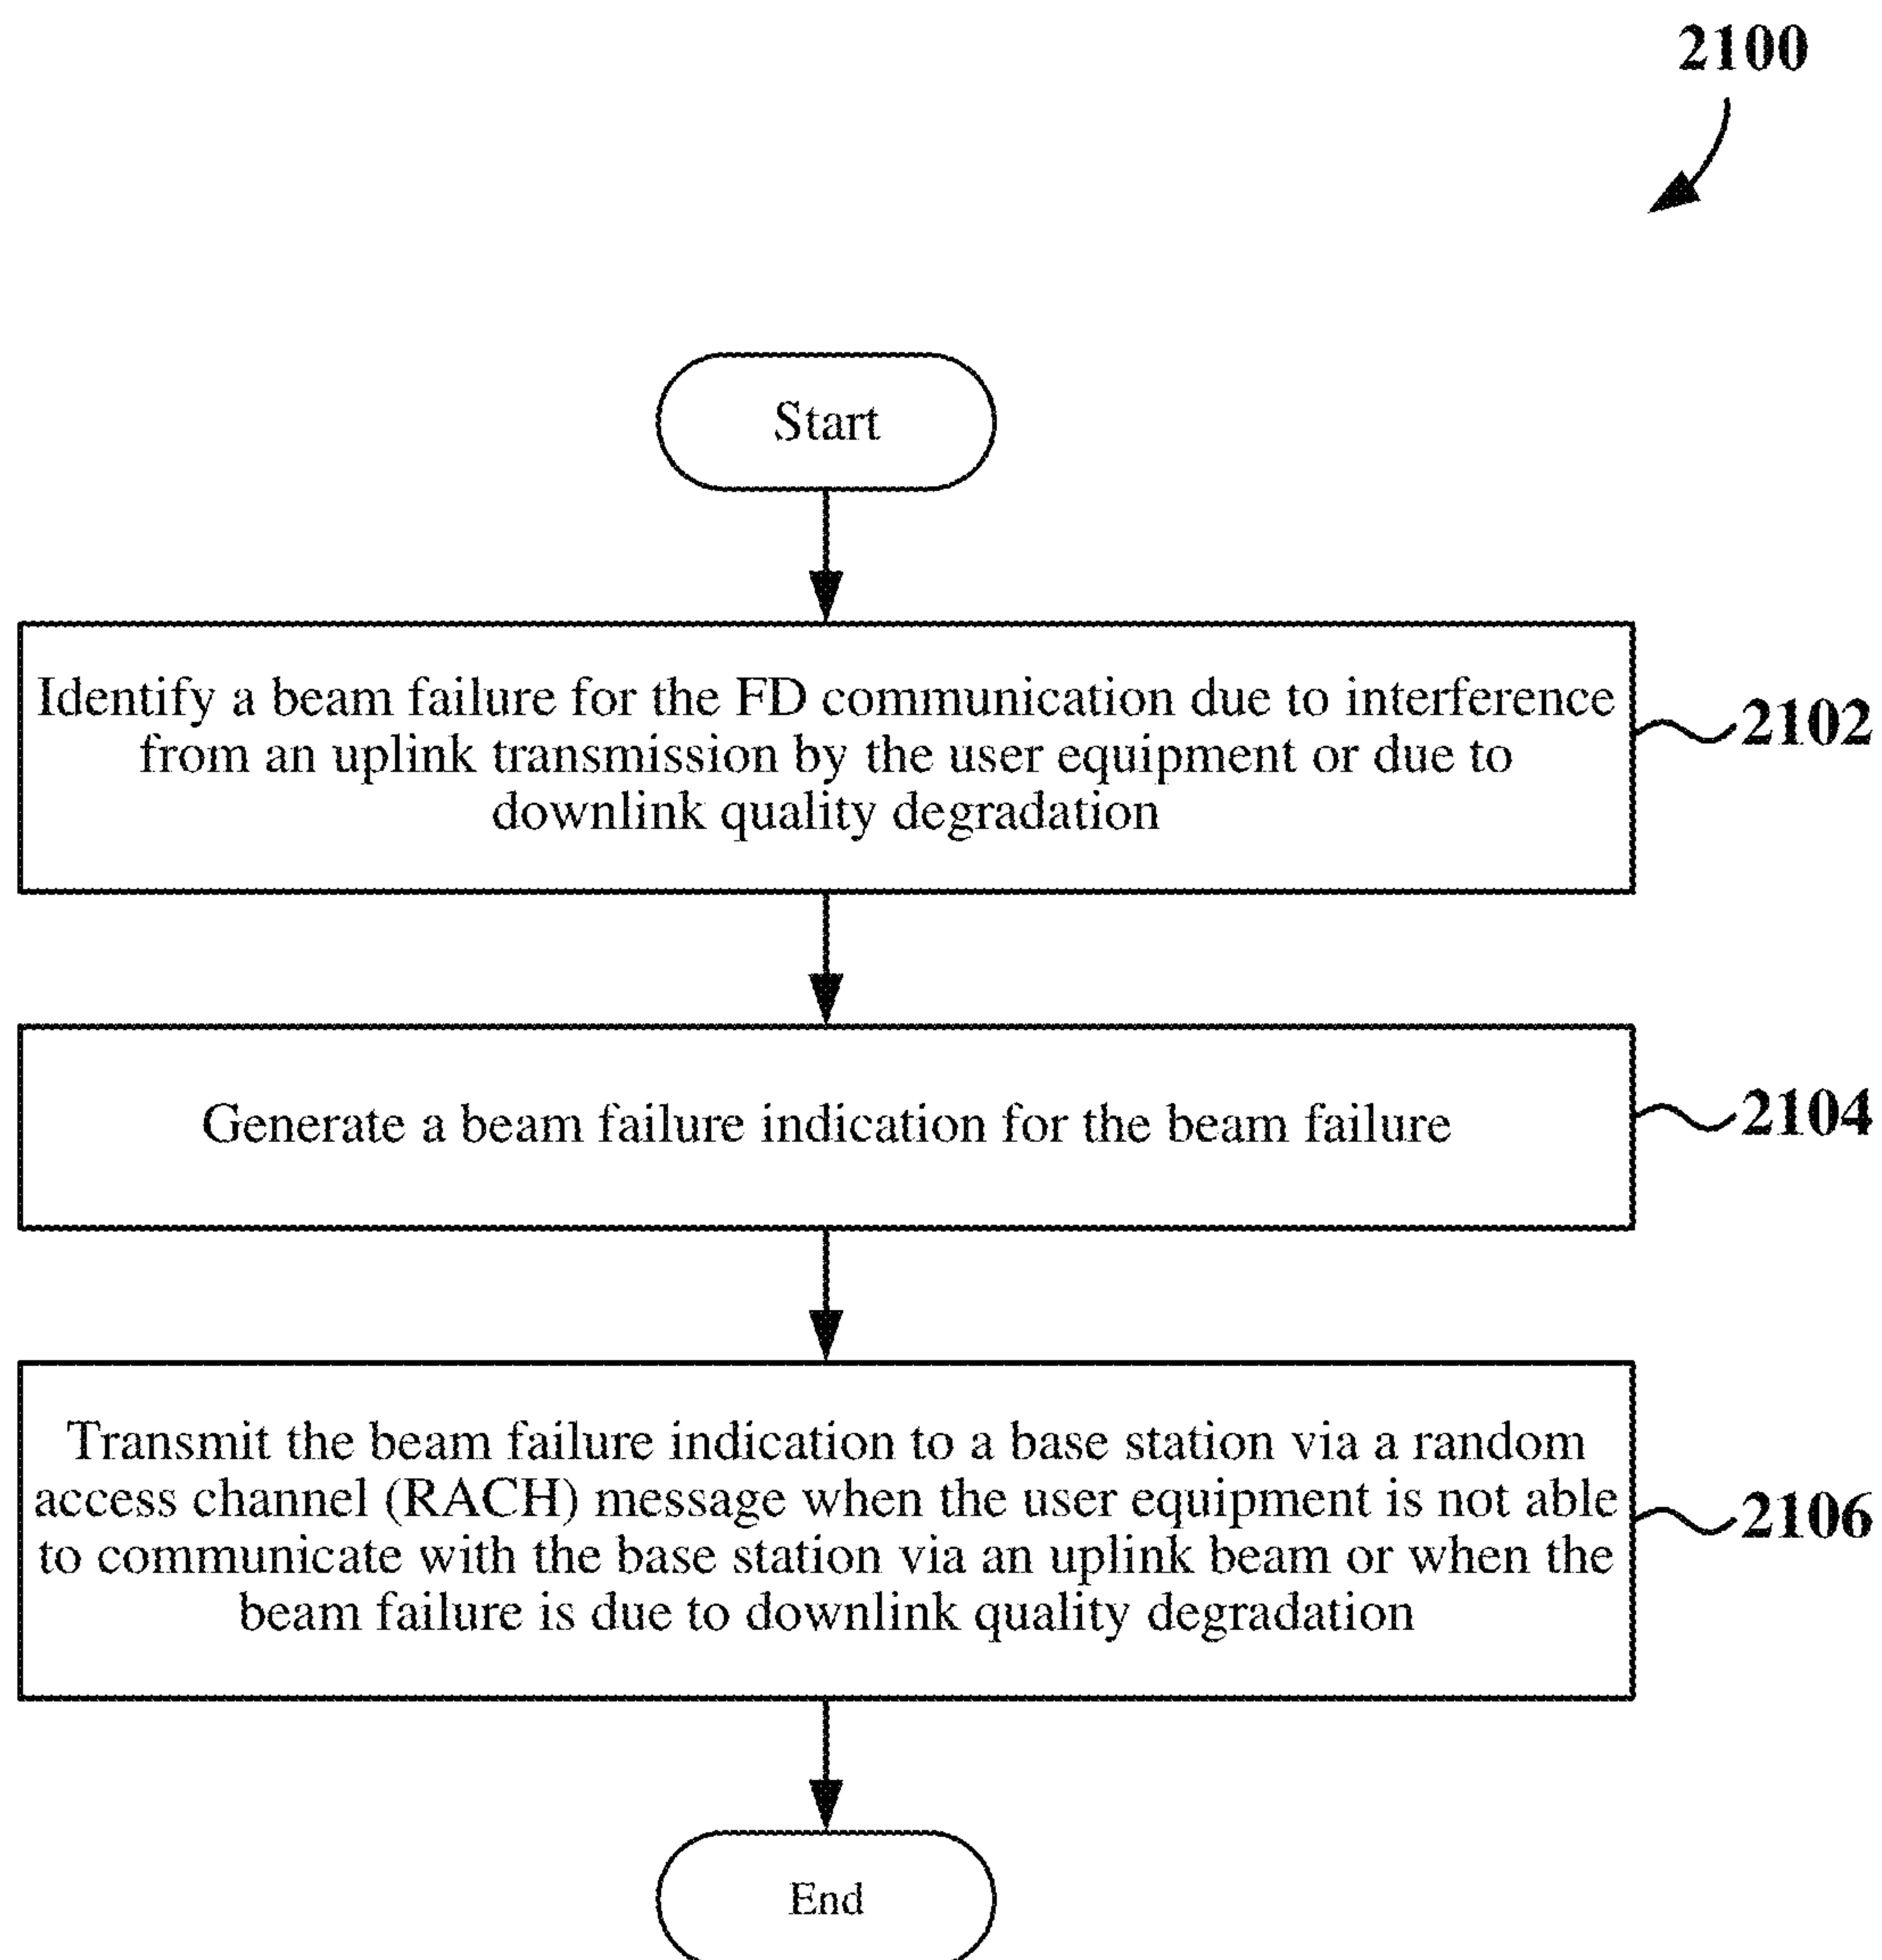 2100
Start
Identify a beam failure for the FD communication due to interference
from an uplink transmission by the user equipment or due to
downlink quality degradation
2102
Generate a beam failure indication for the beam failure
2104
Transmit the beam failure indication to a base station via a random
access channel (RACH) message when the user equipment is not able
to communicate with the base station via an uplink beam or when the
beam failure is due to downlink quality degradation
2106
End